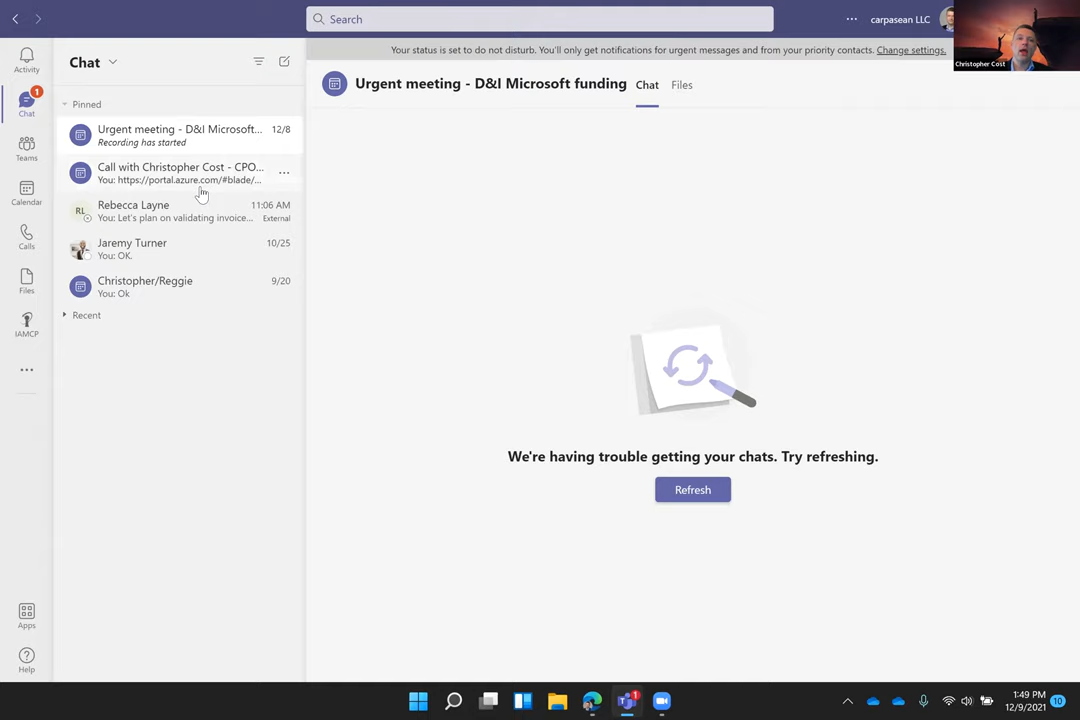 Search
carpasean LLC
Christopher Cost
Your status is set to do not disturb. You'll only get notifications for urgent messages and from your priority contacts. Change settings.
Activity
1
Chat
Teams
Calendar
Calls
Files
IAMCP
Apps
Help
Chat
Pinned
Urgent meeting - D&I Microsoft... 12/8
Recording has started
Call with Christopher Cost - CPO... ...
You: https://portal.azure.com/#blade/...
RL
Rebecca Layne 11:06 AM
You: Let's plan on validating invoice... External
Jaremy Turner 10/25
You: OK.
Christopher/Reggie 9/20
You: Ok
Recent
Urgent meeting - D&I Microsoft funding Chat Files
We're having trouble getting your chats. Try refreshing.
Refresh
1
1:49 PM
12/9/2021
10